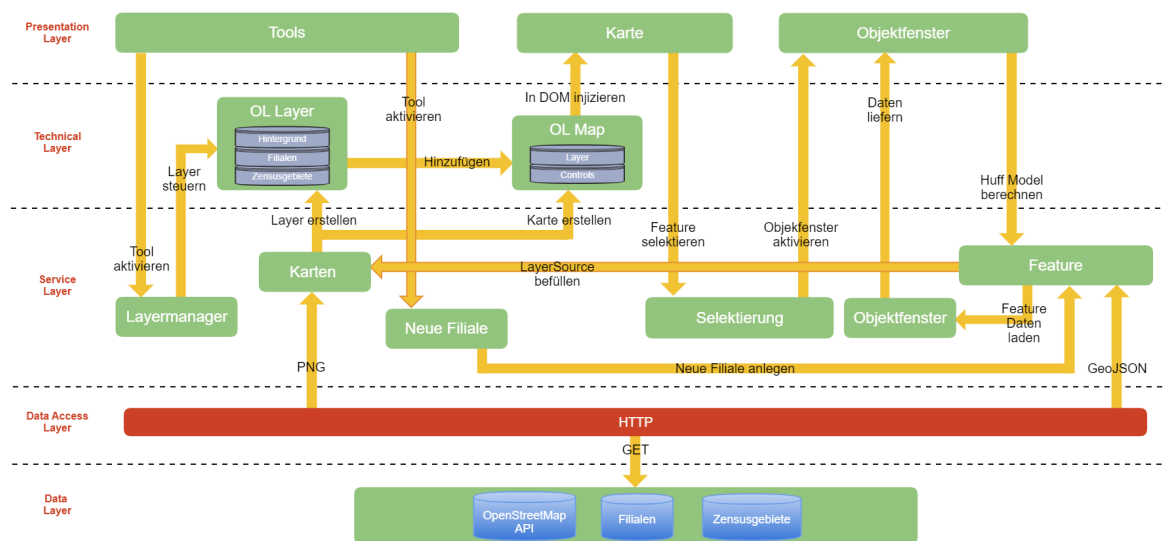 Presentation
Layer
Tools
Karte
Objektfenster
Technical
Layer
OL Layer
Hintergrund
Filialen
Zensusgebiete
Tool
aktivieren
In DOM injizieren
OL Map
Layer
Controls
Daten
liefern
Layer
steuern
Hinzufügen
Huff Model
berechnen
Layer erstellen
Karte erstellen
Service
Layer
Tool
aktivieren
Feature
selektieren
Objekfenster
aktivieren
Karten
LayerSource
befüllen
Feature
Layermanager
Neue Filiale
Selektierung
Objektfenster
Feature
Daten
laden
PNG
Neue Filiale anlegen
GeoJSON
Data Access
Layer
HTTP
GET
Data
Layer
OpenStreetMap
API
Filialen
Zensusgebiete